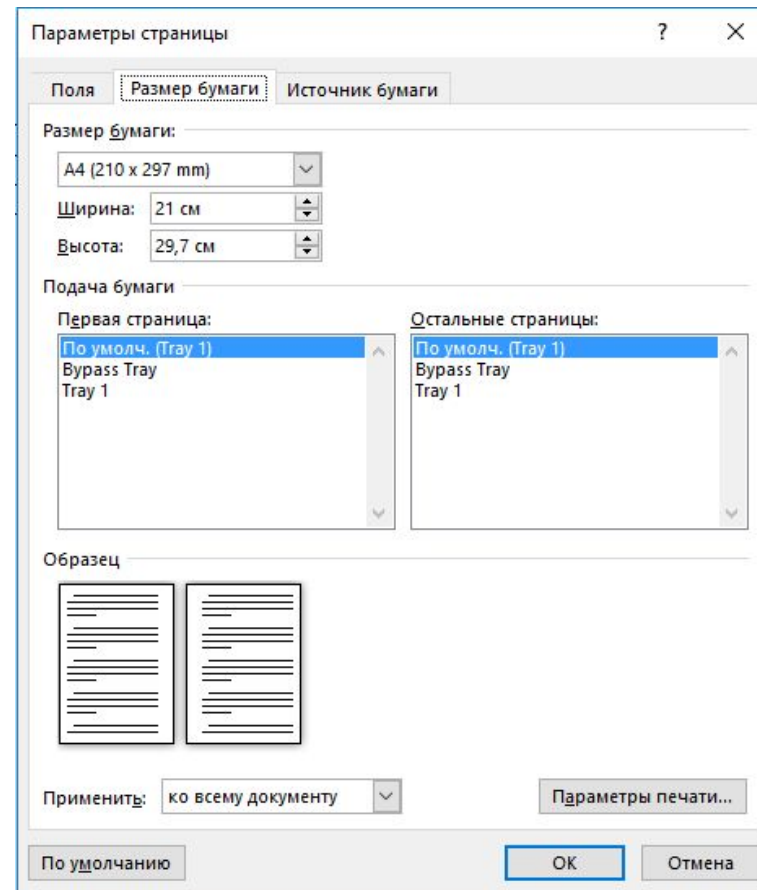 Параметры страницы ? ×
Поля Размер бумаги Источник бумаги
Размер бумаги:
A4 (210 x 297 mm)
Ширина: 21 см
Высота: 29,7 см
Подача бумаги
Первая страница: Остальные страницы:
По умолч. (Tray 1) По умолч. (Tray 1)
Bypass Tray Bypass Tray
Tray 1 Tray 1
Образец
Применить: ко всему документу Параметры печати...
По умолчанию ОК Отмена